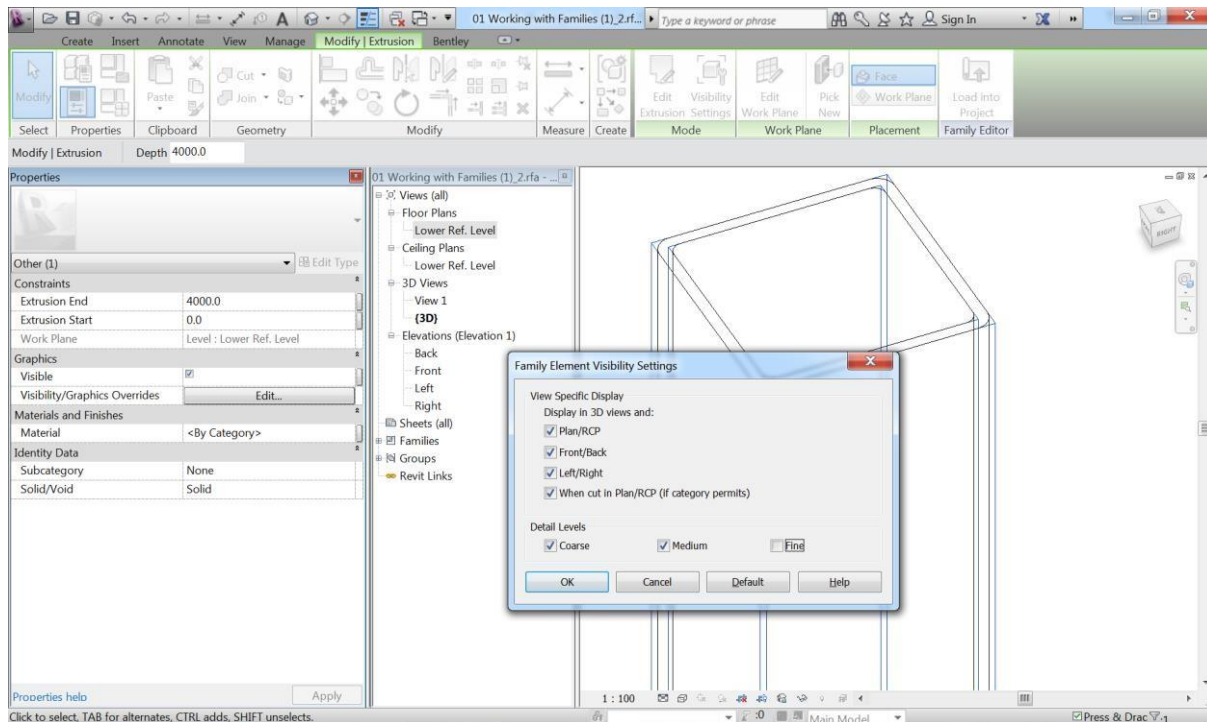 01 Working with Families (1)_2.rf...
Type a keyword or phrase
Sign In
Create Insert Annotate View Manage Modify | Extrusion Bentley
Modify
Paste
Cut
Join
Edit Extrusion
Visibility Settings
Edit Work Plane
Pick New
Face
Work Plane
Load into Project
Select Properties Clipboard Geometry Modify Measure Create Mode Work Plane Placement Family Editor
Modify | Extrusion Depth 4000.0
Properties
Other (1) Edit Type
Constraints
Extrusion End 4000.0
Extrusion Start 0.0
Work Plane Level : Lower Ref. Level
Graphics
Visible
Visibility/Graphics Overrides Edit...
Materials and Finishes
Material <By Category>
Identity Data
Subcategory None
Solid/Void Solid
Properties help Apply
01 Working with Families (1)_2.rfa - ...
Views (all)
Floor Plans
Lower Ref. Level
Ceiling Plans
Lower Ref. Level
3D Views
View 1
{3D}
Elevations (Elevation 1)
Back
Front
Left
Right
Sheets (all)
Families
Groups
Revit Links
RIGHT
Family Element Visibility Settings
View Specific Display
Display in 3D views and:
Plan/RCP
Front/Back
Left/Right
When cut in Plan/RCP (if category permits)
Detail Levels
Coarse Medium Fine
OK Cancel Default Help
1 : 100
Click to select, TAB for alternates, CTRL adds, SHIFT unselects.
:0 Main Model Press & Drag :1